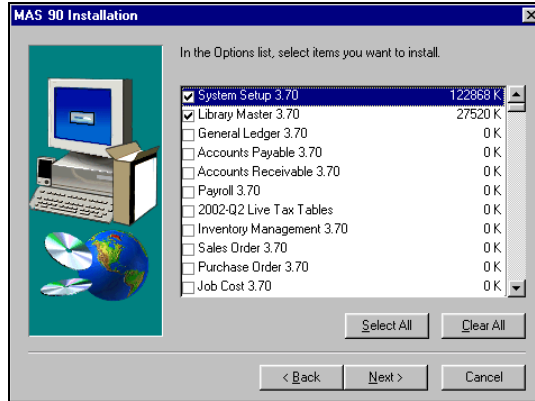 MAS 90 Installation
In the Options list, select items you want to install.
System Setup 3.70 122868 K
Library Master 3.70 27520 K
General Ledger 3.70 0 K
Accounts Payable 3.70 0 K
Accounts Receivable 3.70 0 K
Payroll 3.70 0 K
2002-Q2 Live Tax Tables 0 K
Inventory Management 3.70 0 K
Sales Order 3.70 0 K
Purchase Order 3.70 0 K
Job Cost 3.70 0 K
Select All Clear All
< Back Next > Cancel